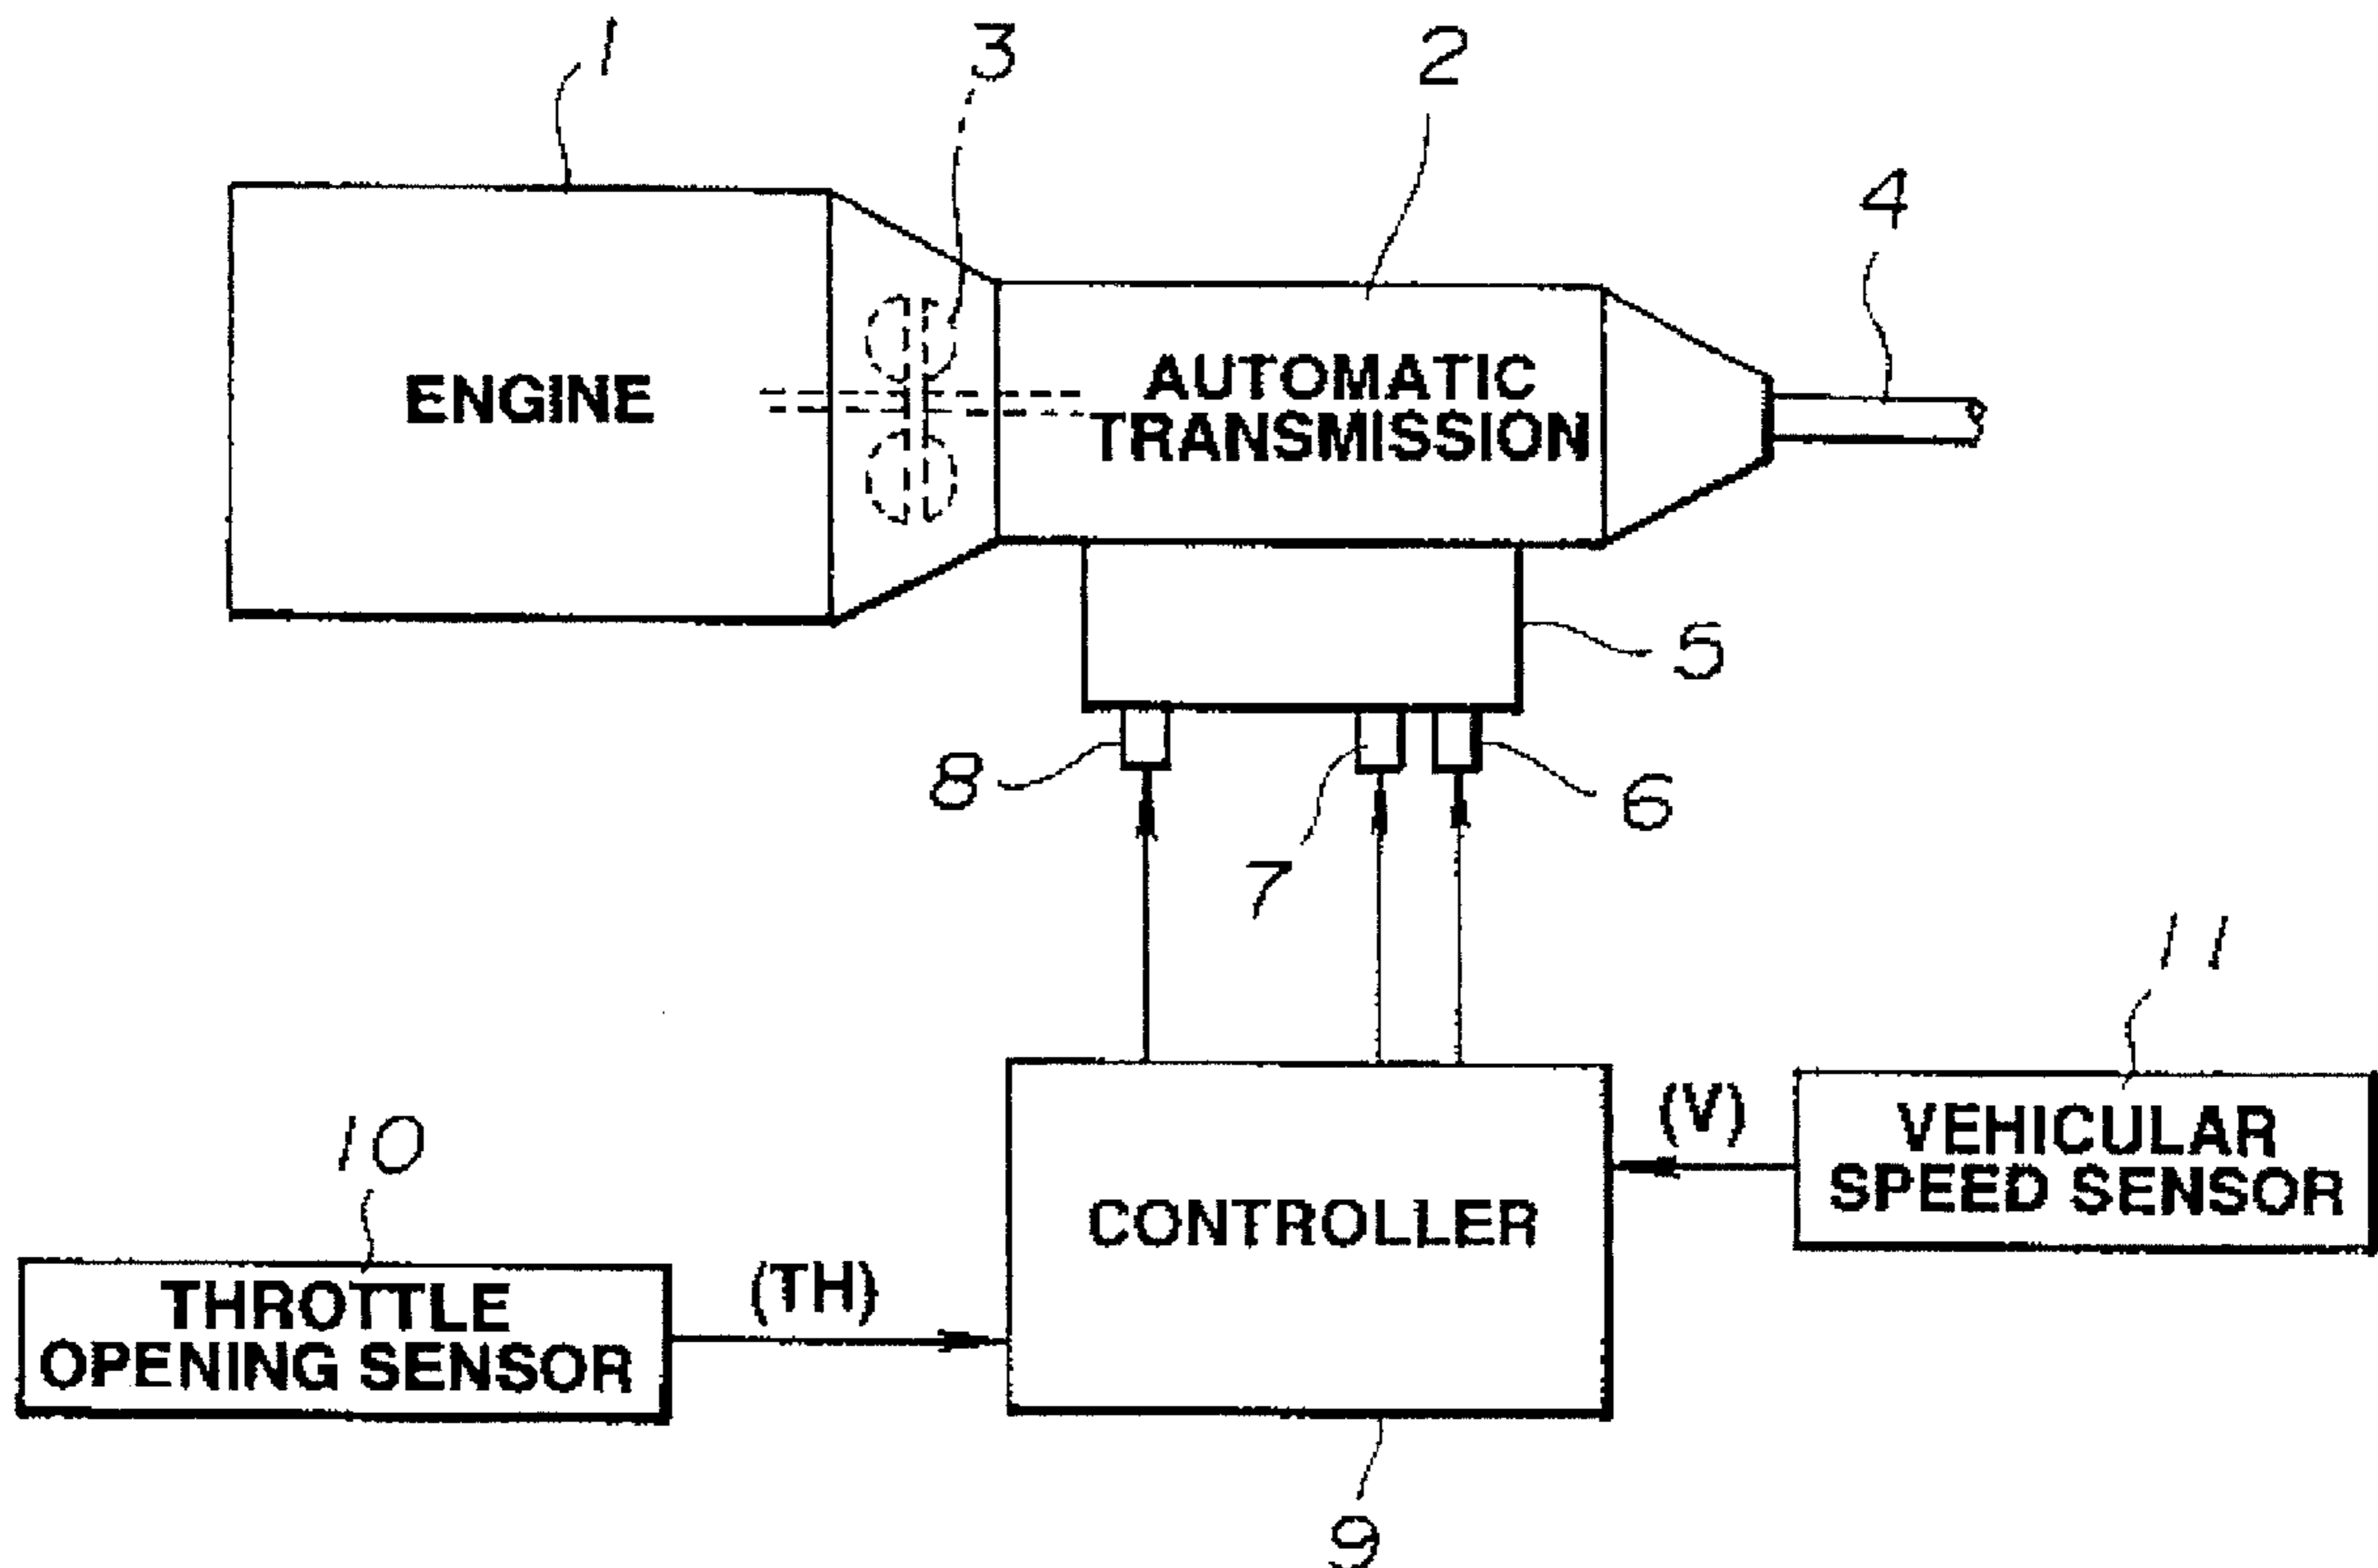 1
3
2
4
ENGINE
AUTOMATIC
TRANSMISSION
5
8
7
6
11
10
(V)
VEHICULAR
SPEED SENSOR
CONTROLLER
(TH)
THROTTLE
OPENING SENSOR
9